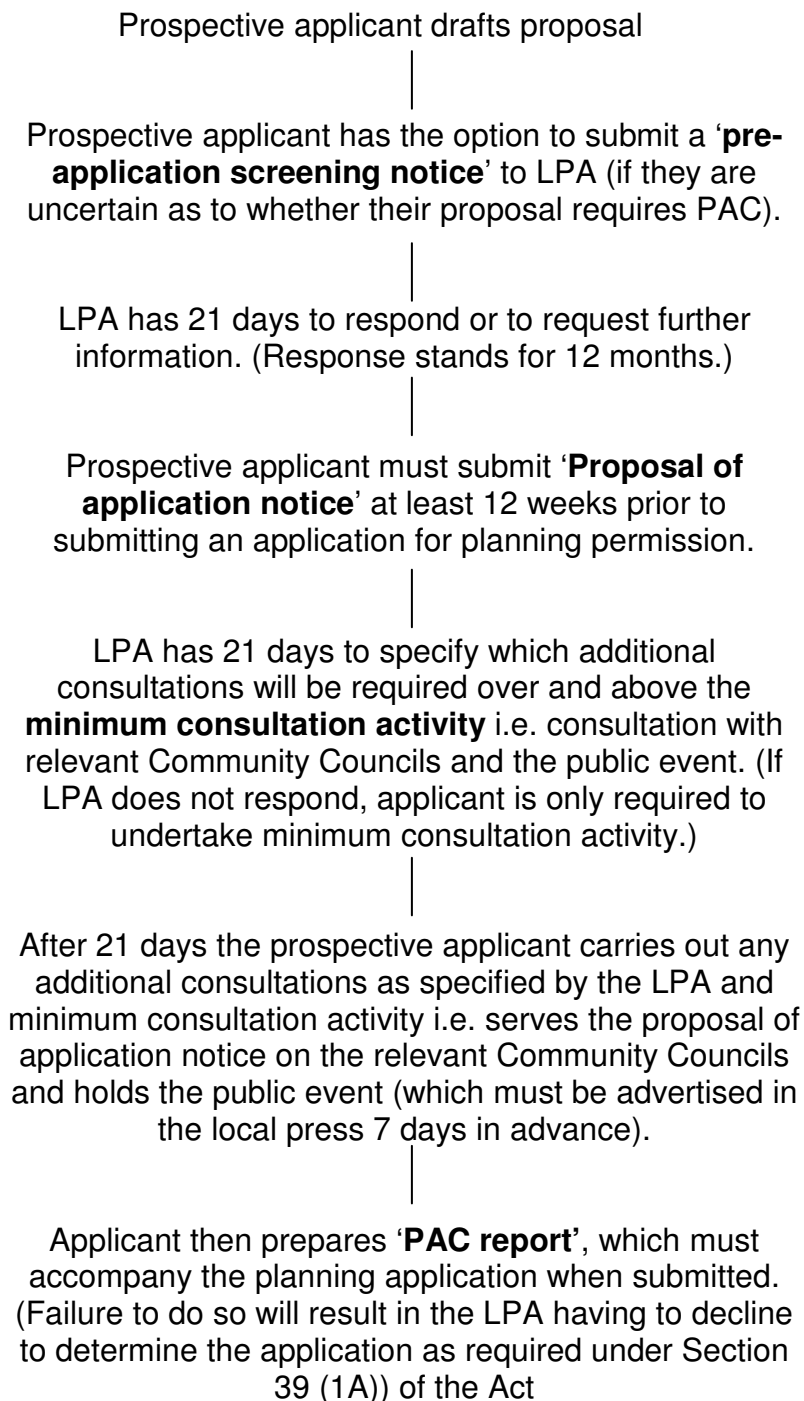 Prospective applicant drafts proposal
Prospective applicant has the option to submit a ‘pre-
application screening notice’ to LPA (if they are
uncertain as to whether their proposal requires PAC).
LPA has 21 days to respond or to request further
information. (Response stands for 12 months.)
Prospective applicant must submit ‘Proposal of
application notice’ at least 12 weeks prior to
submitting an application for planning permission.
LPA has 21 days to specify which additional
consultations will be required over and above the
minimum consultation activity i.e. consultation with
relevant Community Councils and the public event. (If
LPA does not respond, applicant is only required to
undertake minimum consultation activity.)
After 21 days the prospective applicant carries out any
additional consultations as specified by the LPA and
minimum consultation activity i.e. serves the proposal of
application notice on the relevant Community Councils
and holds the public event (which must be advertised in
the local press 7 days in advance).
Applicant then prepares ‘PAC report’, which must
accompany the planning application when submitted.
(Failure to do so will result in the LPA having to decline
to determine the application as required under Section
39 (1A)) of the Act